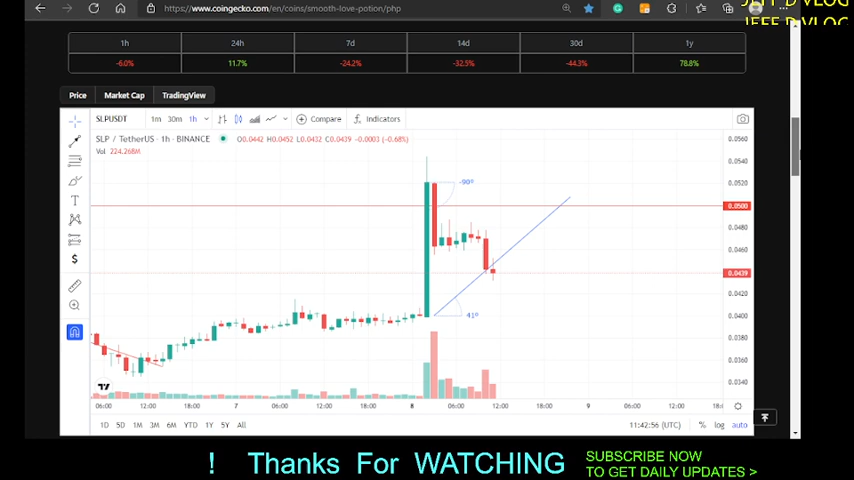 https://www.coingecko.com/en/coins/smooth-love-potion/php
JEFF D VLOG
1h 24h 7d 14d 30d 1y
-6.0% 11.7% -24.2% -32.5% -44.3% 78.8%
Price Market Cap TradingView
SLPUSDT 1m 30m 1h Compare Indicators
SLP / TetherUS · 1h · BINANCE O0.0442 H0.0452 L0.0432 C0.0439 -0.0003 (-0.68%)
Vol 224.268M
0.0560
0.0540
0.0520
-90º
0.0500
0.0480
0.0460
0.0439
0.0420
0.0400
41º
0.0380
0.0360
0.0340
06:00 12:00 18:00 7 06:00 12:00 18:00 8 06:00 12:00 18:00 9 06:00 12:00
1D 5D 1M 3M 6M YTD 1Y 5Y All 11:42:56 (UTC) % log auto
! Thanks For WATCHING
SUBSCRIBE NOW
TO GET DAILY UPDATES >